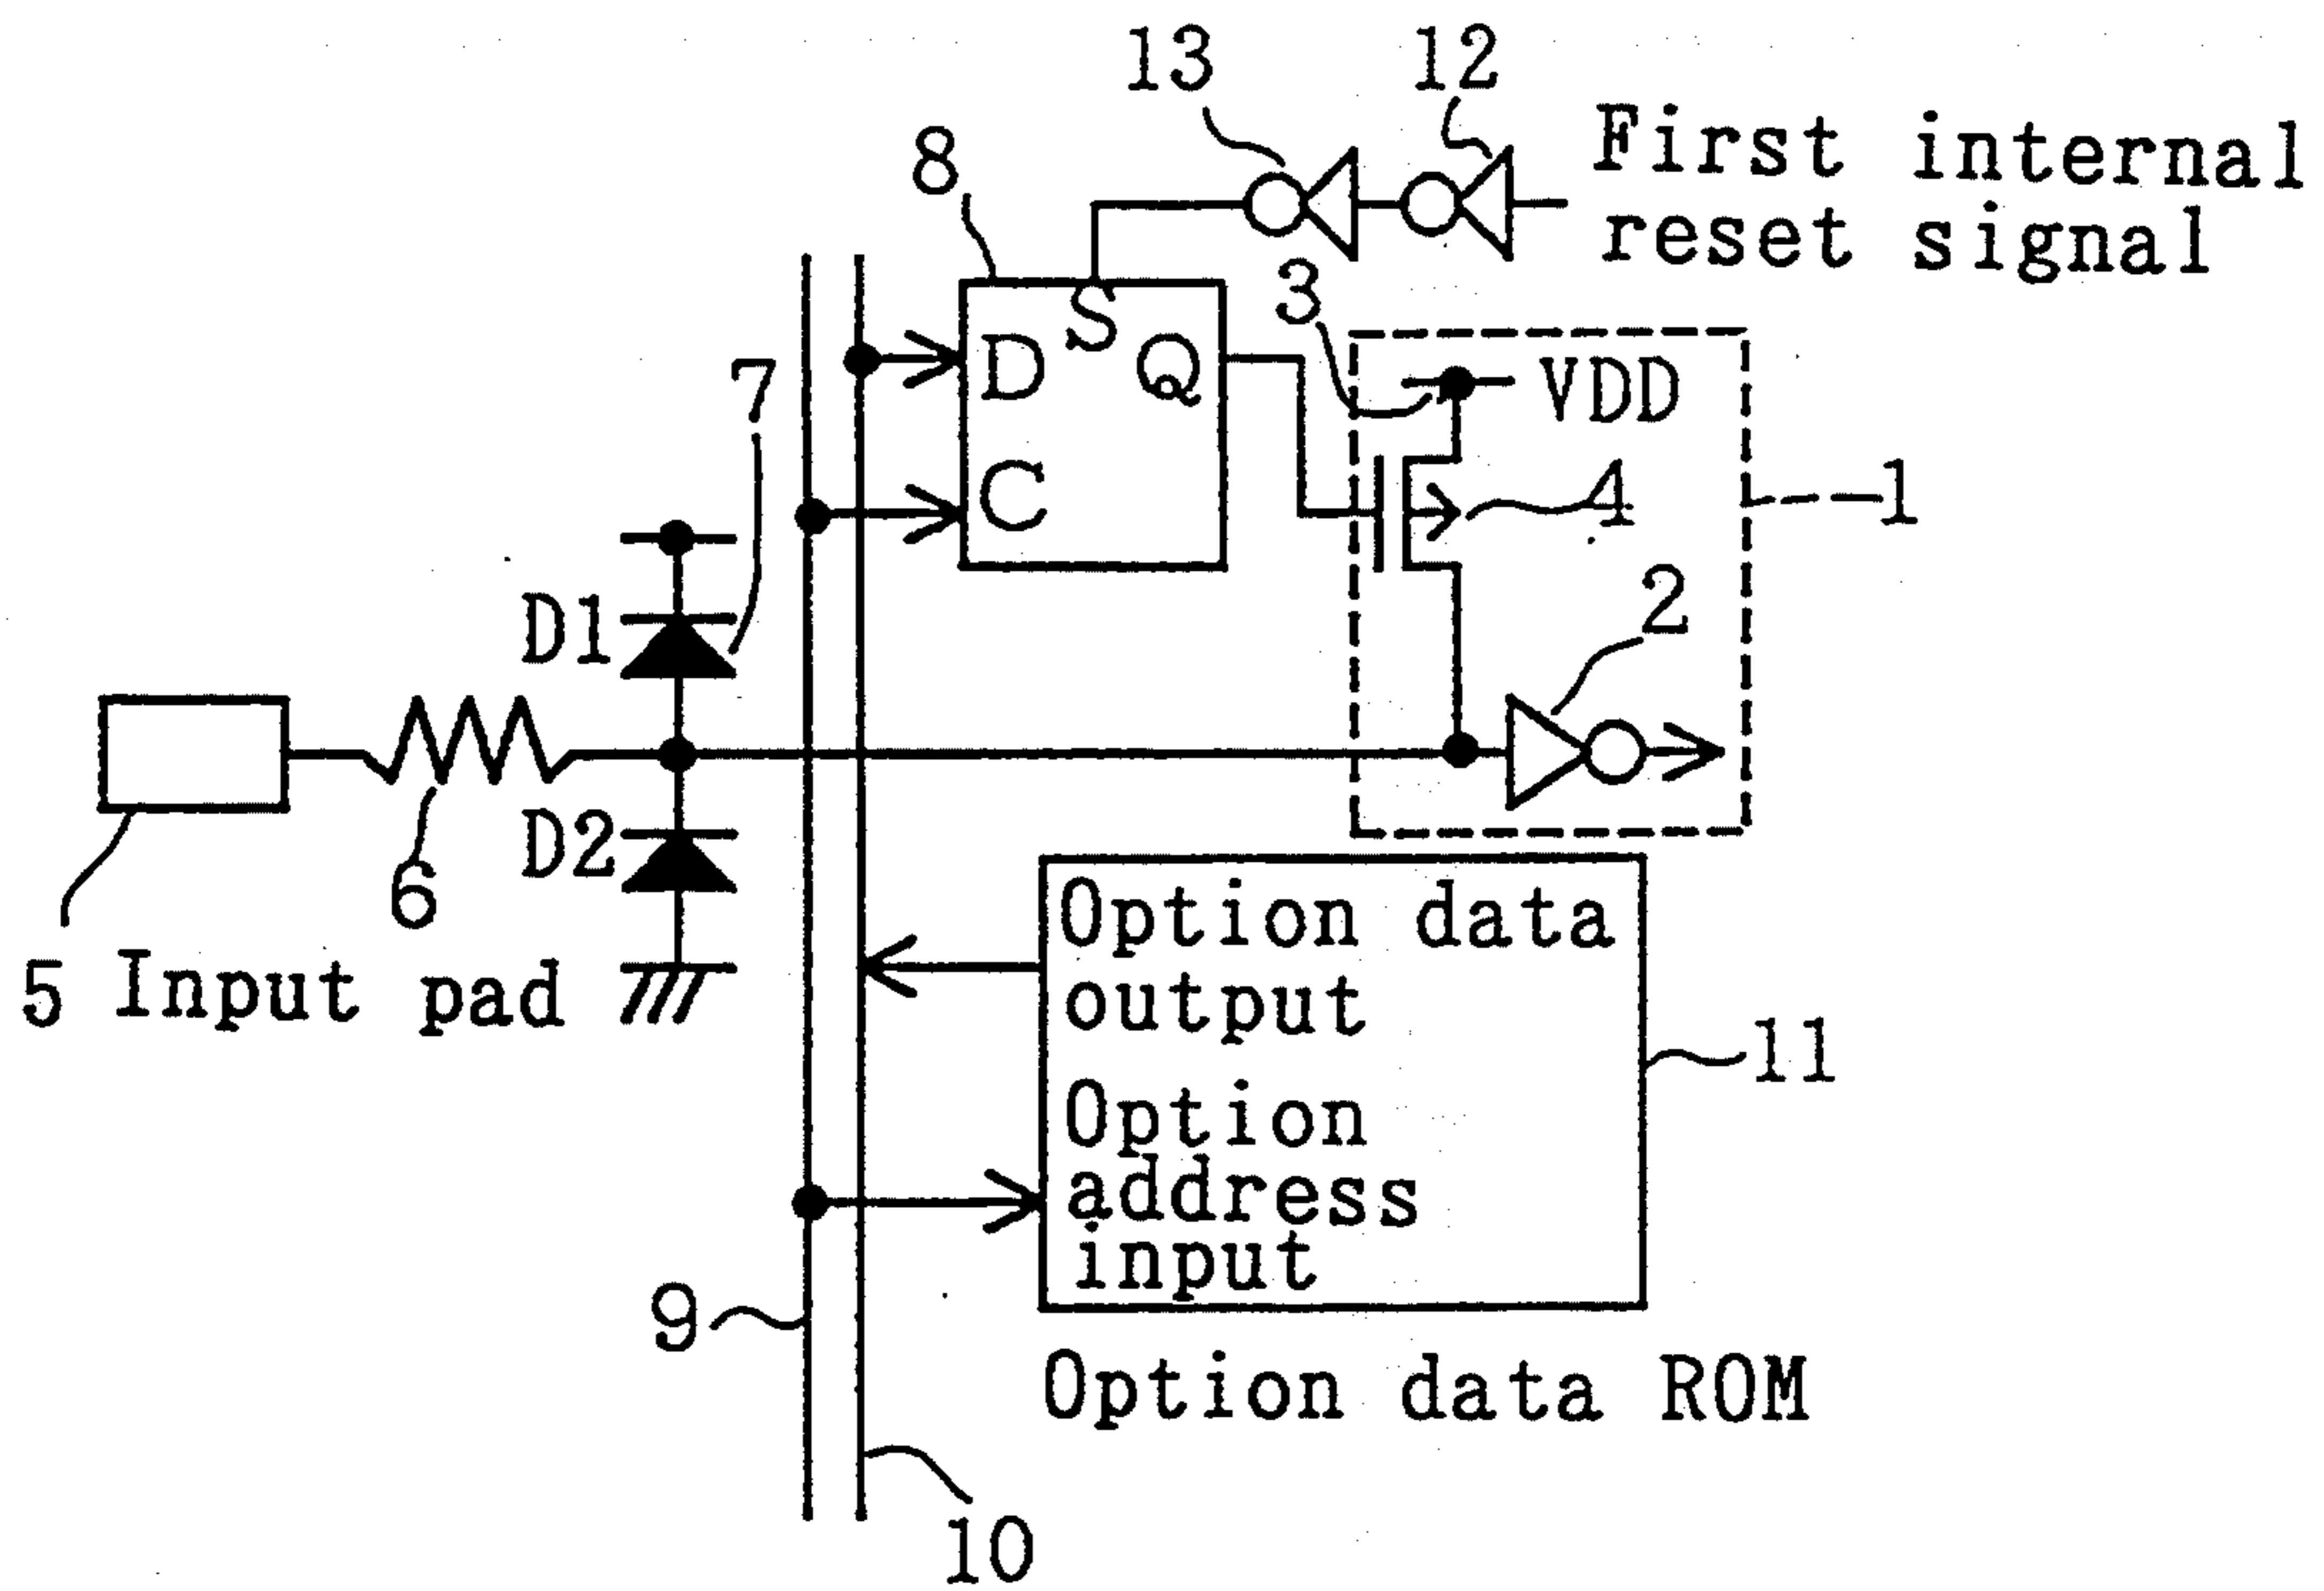 13
12
First internal
reset signal
8
3
S
D
Q
C
VDD
7
4
1
D1
2
D2
6
5 Input pad
Option data
output
11
Option
address
input
9
Option data ROM
10